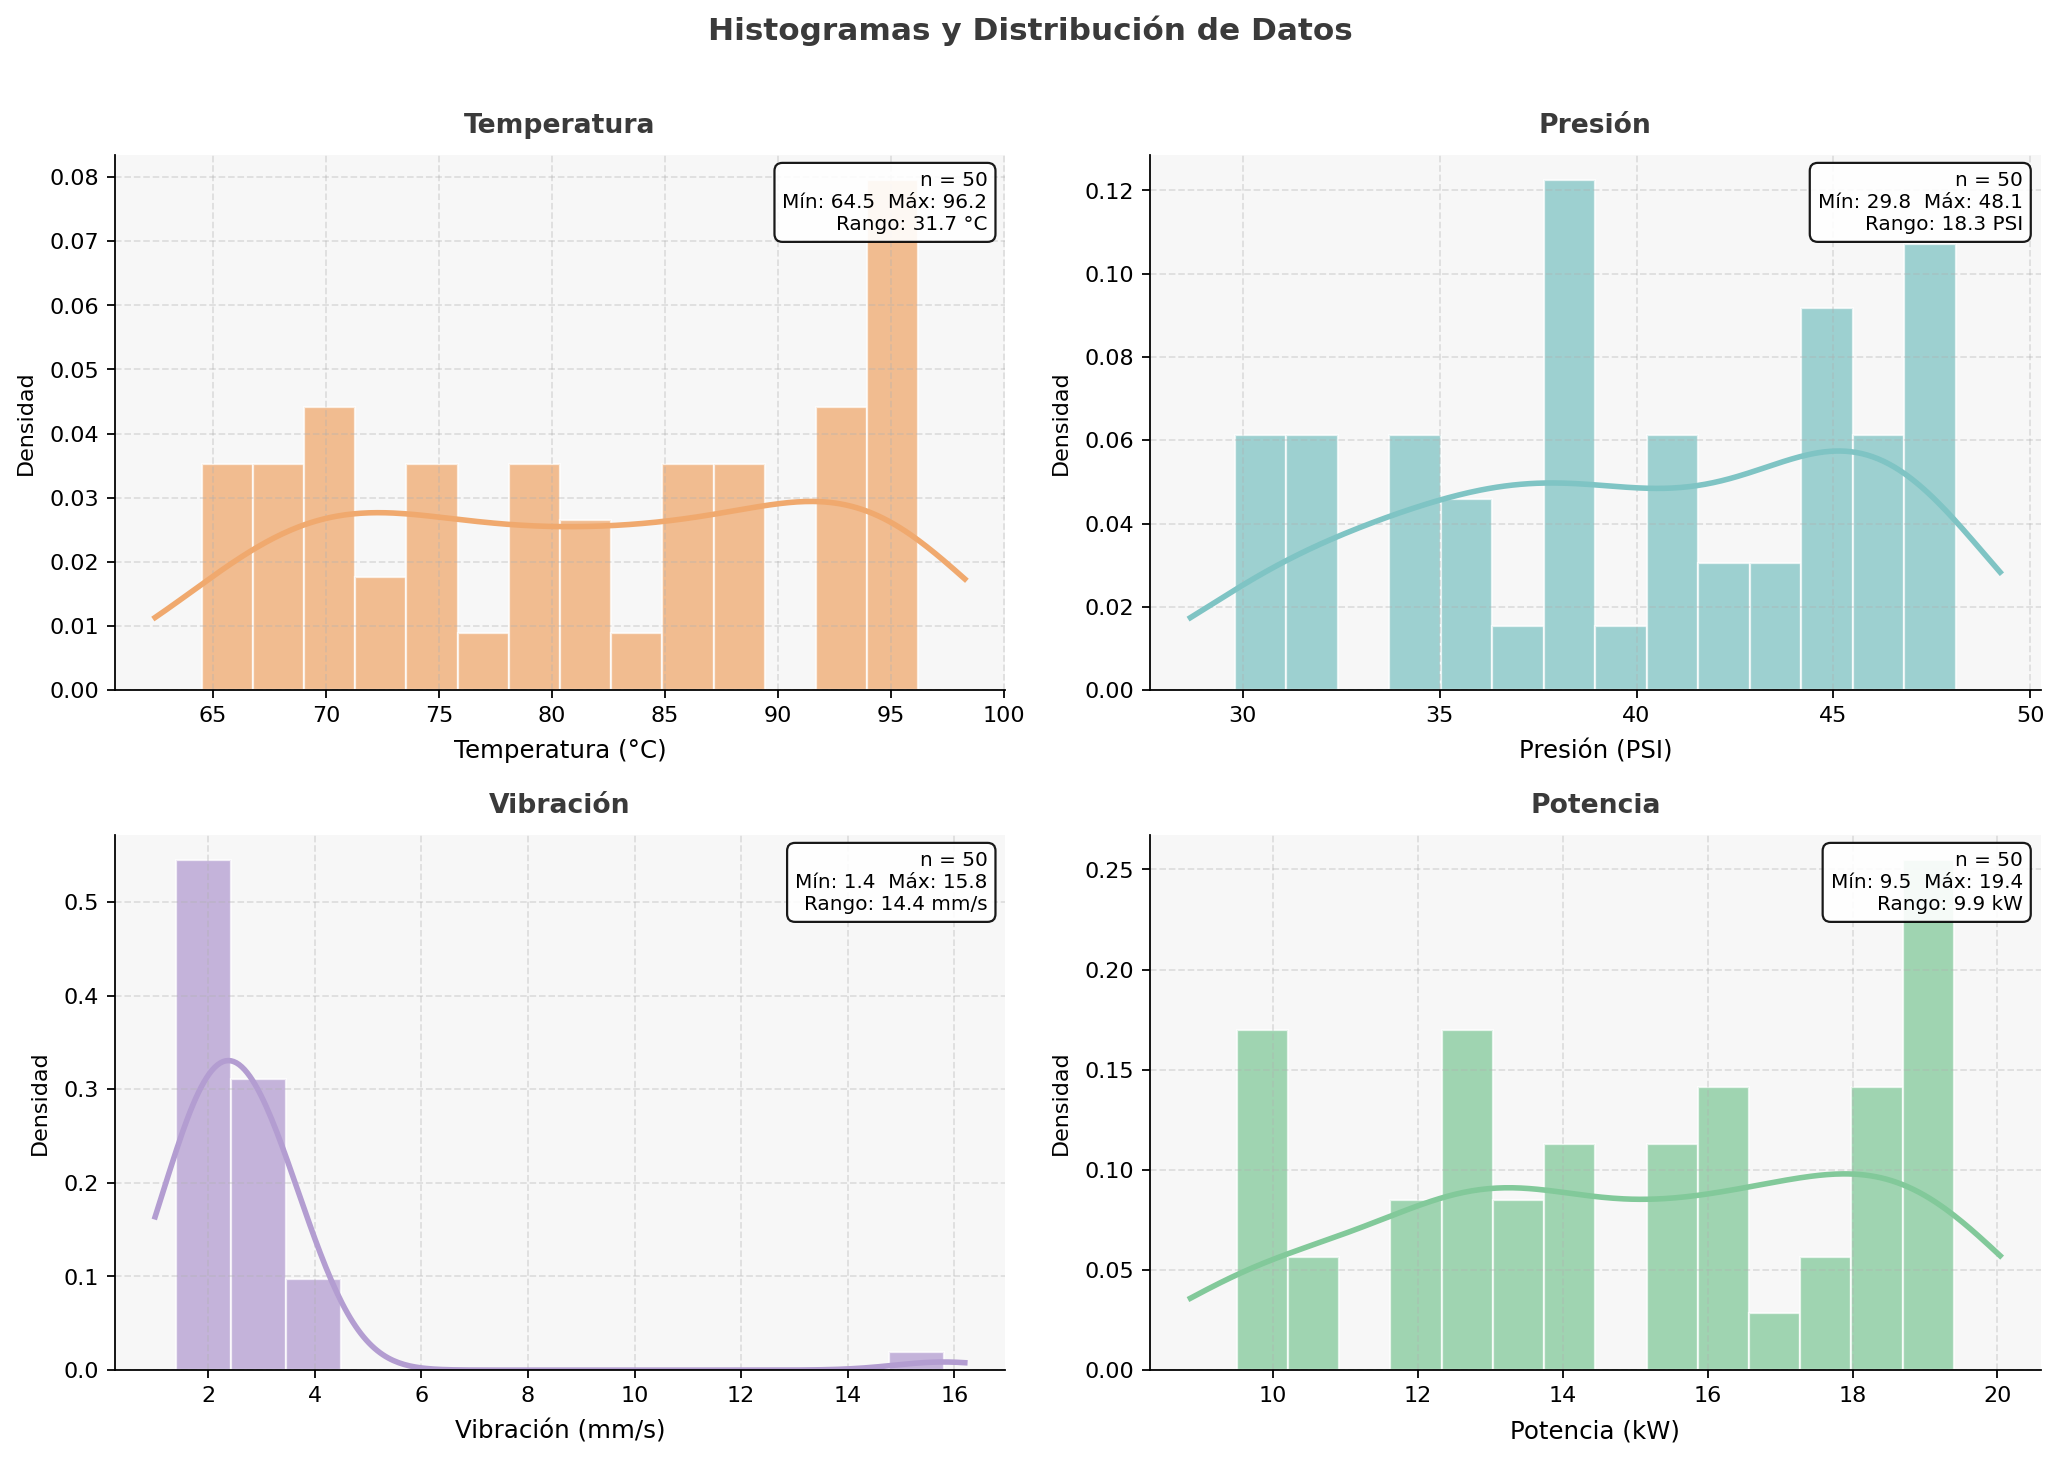 Histogramas y Distribución de Datos
Temperatura
n = 50
Mín: 64.5  Máx: 96.2
Rango: 31.7 °C
Densidad
0.08
0.07
0.06
0.05
0.04
0.03
0.02
0.01
0.00
65 70 75 80 85 90 95 100
Temperatura (°C)
Presión
n = 50
Mín: 29.8  Máx: 48.1
Rango: 18.3 PSI
Densidad
0.12
0.10
0.08
0.06
0.04
0.02
0.00
30 35 40 45 50
Presión (PSI)
Vibración
n = 50
Mín: 1.4  Máx: 15.8
Rango: 14.4 mm/s
Densidad
0.5
0.4
0.3
0.2
0.1
0.0
2 4 6 8 10 12 14 16
Vibración (mm/s)
Potencia
n = 50
Mín: 9.5  Máx: 19.4
Rango: 9.9 kW
Densidad
0.25
0.20
0.15
0.10
0.05
0.00
10 12 14 16 18 20
Potencia (kW)